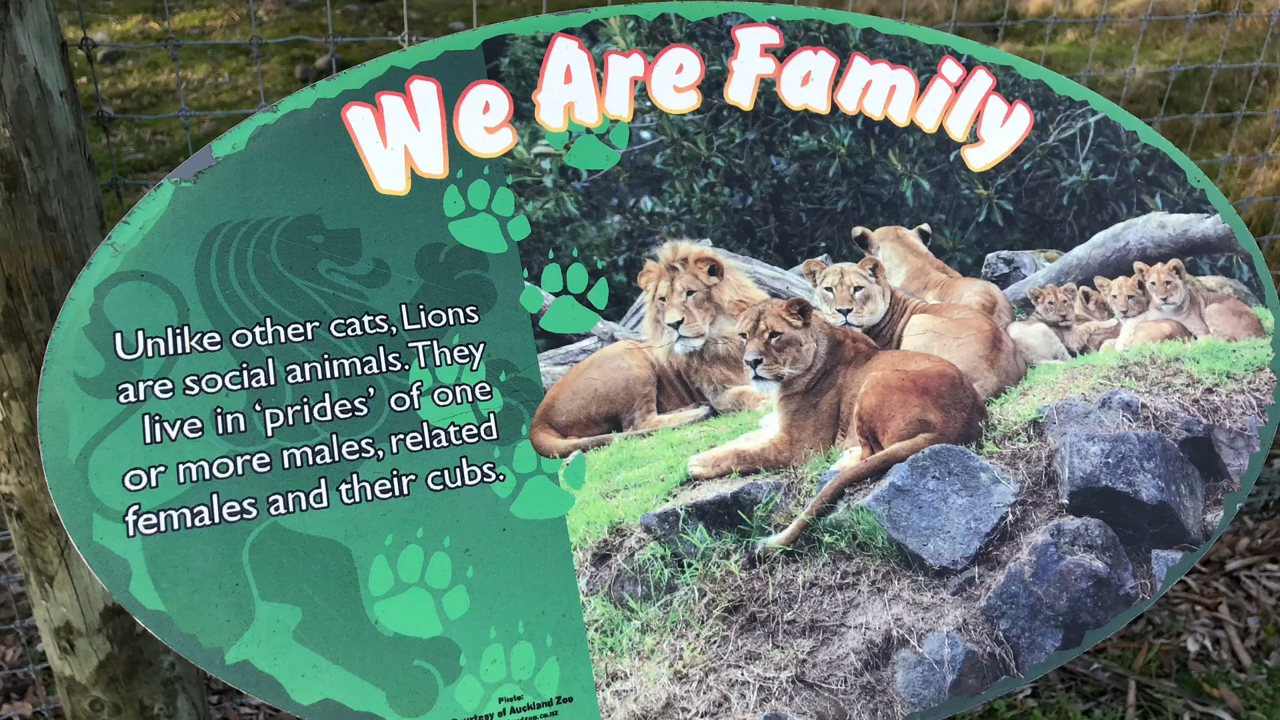 We Are Family
Unlike other cats, Lions
are social animals. They
live in ‘prides’ of one
or more males, related
females and their cubs.
Photo:
Courtesy of Auckland Zoo